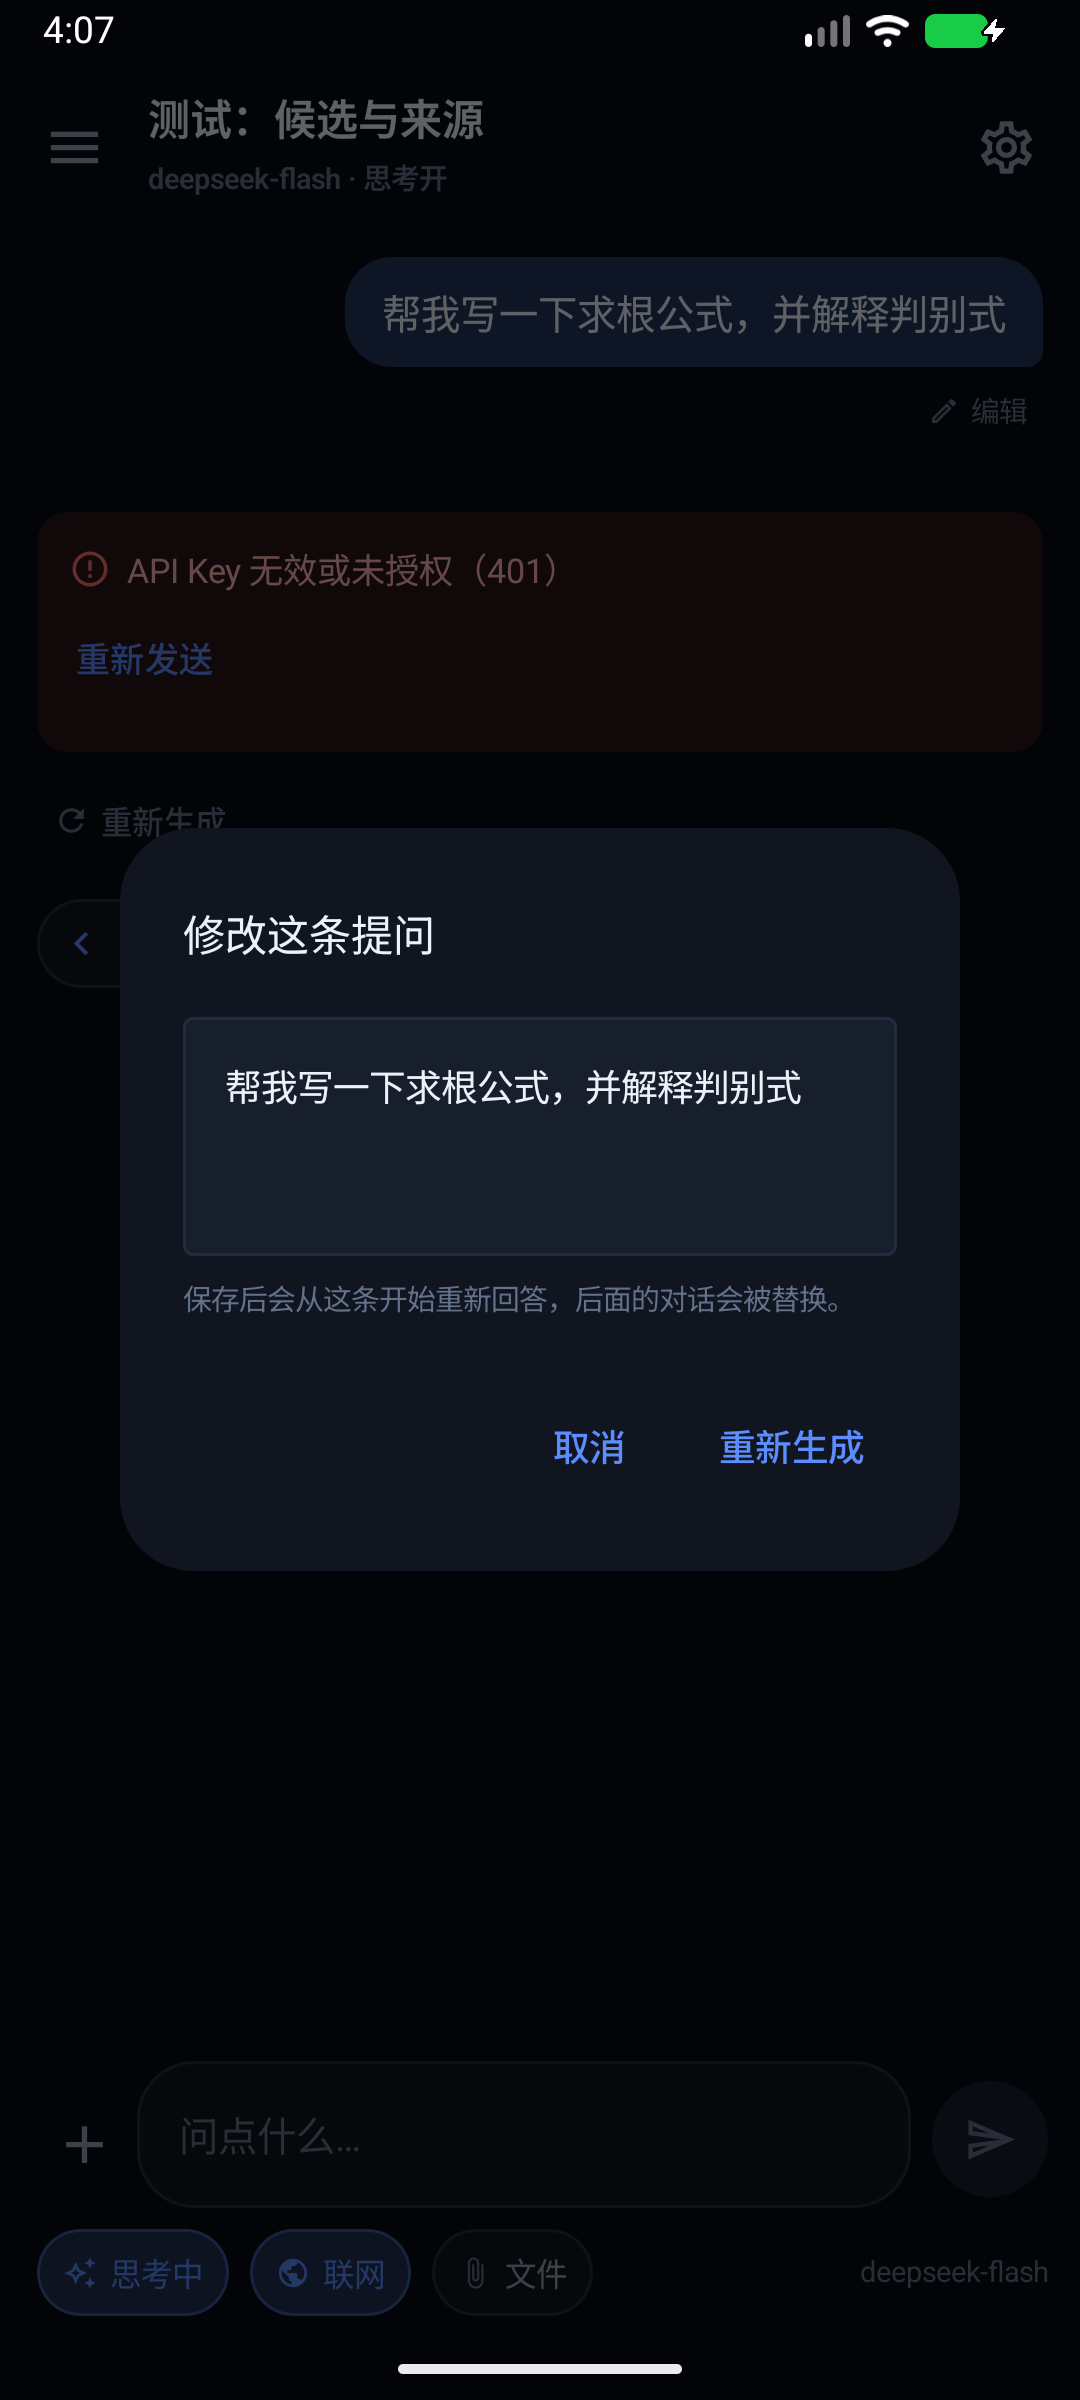 4:07
测试：候选与来源
deepseek-flash · 思考开
帮我写一下求根公式，并解释判别式
编辑
API Key 无效或未授权（401）
重新发送
重新生成
修改这条提问
帮我写一下求根公式，并解释判别式
保存后会从这条开始重新回答，后面的对话会被替换。
取消 重新生成
问点什么...
思考中 联网 文件 deepseek-flash